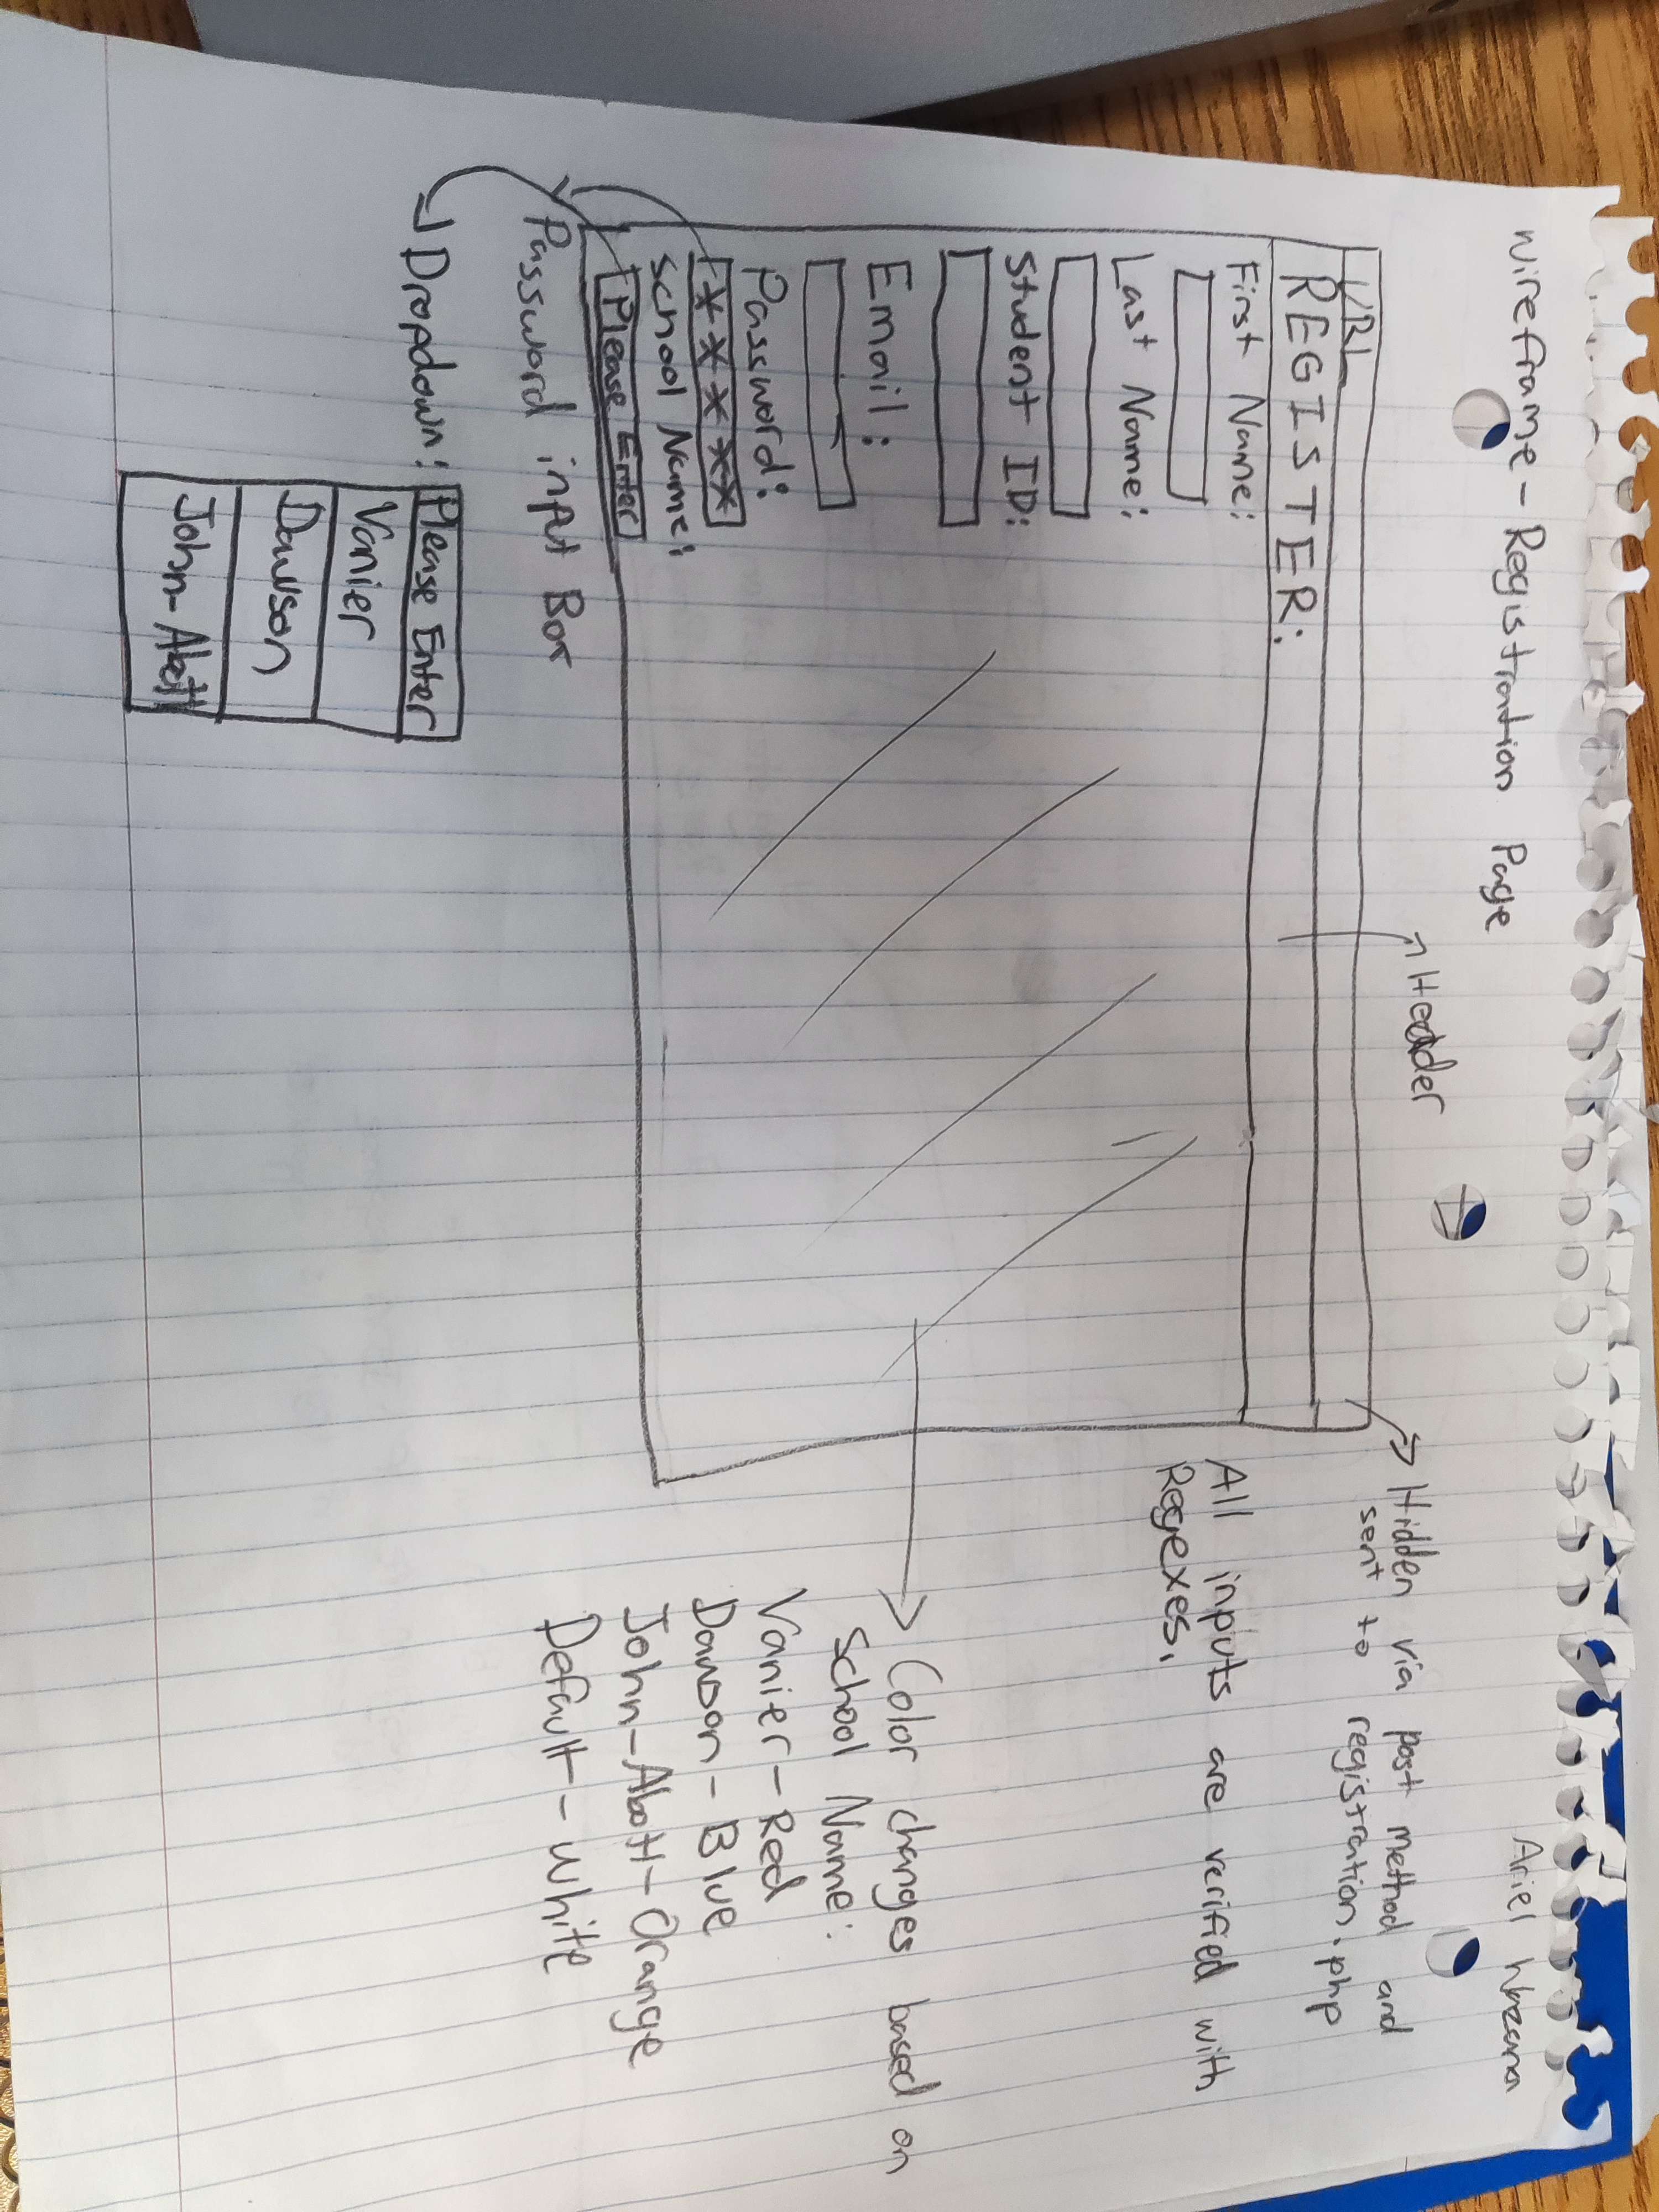 Wireframe - Registration Page
Ariel
Header
Hidden via post method and
sent to registration.php
URL
REGISTER:
First Name:
Last Name:
Student ID:
Email:
Password:
*****
School Name:
Please Enter
All inputs are verified with
Regexes.
Color changes based on
School Name:
Vanier - Red
Dawson - Blue
John-Abott - Orange
Default - White
Password input Box
Dropdown:
Please Enter
Vanier
Dawson
John-Abott